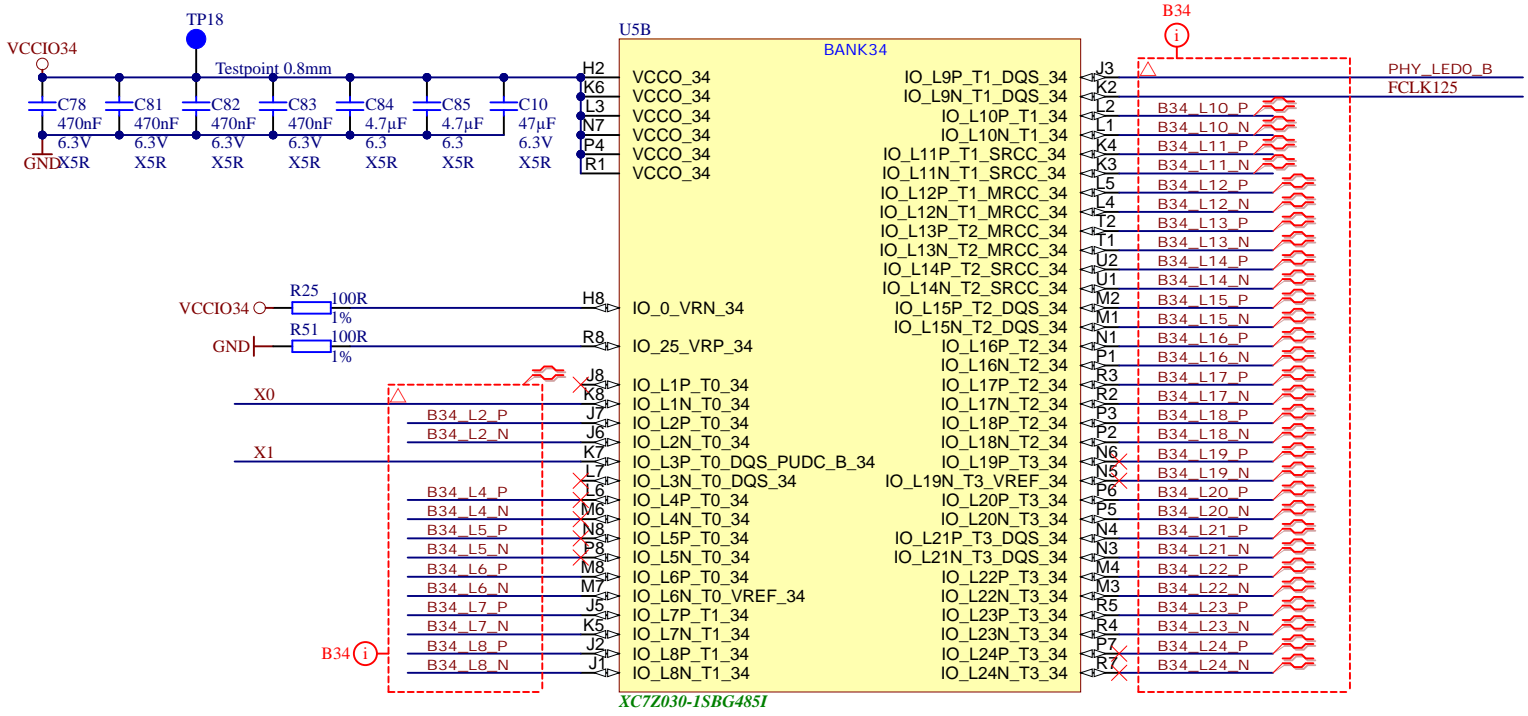 TP18
VCCIO34
Testpoint 0.8mm
C78
470nF
6.3V
X5R
C81
470nF
6.3V
X5R
C82
470nF
6.3V
X5R
C83
470nF
6.3V
X5R
C84
4.7µF
6.3
X5R
C85
4.7µF
6.3
X5R
C10
47µF
6.3V
X5R
GND
U5B
BANK34
H2 VCCO_34
K6 VCCO_34
L3 VCCO_34
N7 VCCO_34
P4 VCCO_34
R1 VCCO_34
VCCIO34 R25 100R 1% H8 IO_0_VRN_34
GND R51 100R 1% R8 IO_25_VRP_34
J8 IO_L1P_T0_34
X0 K8 IO_L1N_T0_34
B34_L2_P J7 IO_L2P_T0_34
B34_L2_N J6 IO_L2N_T0_34
X1 K7 IO_L3P_T0_DQS_PUDC_B_34
L7 IO_L3N_T0_DQS_34
B34_L4_P L6 IO_L4P_T0_34
B34_L4_N M6 IO_L4N_T0_34
B34_L5_P N8 IO_L5P_T0_34
B34_L5_N P8 IO_L5N_T0_34
B34_L6_P M8 IO_L6P_T0_34
B34_L6_N M7 IO_L6N_T0_VREF_34
B34_L7_P J5 IO_L7P_T1_34
B34_L7_N K5 IO_L7N_T1_34
B34_L8_P J2 IO_L8P_T1_34
B34_L8_N J1 IO_L8N_T1_34
B34 i
B34
i
IO_L9P_T1_DQS_34 J3 PHY_LED0_B
IO_L9N_T1_DQS_34 K2 FCLK125
IO_L10P_T1_34 L2 B34_L10_P
IO_L10N_T1_34 L1 B34_L10_N
IO_L11P_T1_SRCC_34 K4 B34_L11_P
IO_L11N_T1_SRCC_34 K3 B34_L11_N
IO_L12P_T1_MRCC_34 L5 B34_L12_P
IO_L12N_T1_MRCC_34 L4 B34_L12_N
IO_L13P_T2_MRCC_34 T2 B34_L13_P
IO_L13N_T2_MRCC_34 T1 B34_L13_N
IO_L14P_T2_SRCC_34 U2 B34_L14_P
IO_L14N_T2_SRCC_34 U1 B34_L14_N
IO_L15P_T2_DQS_34 M2 B34_L15_P
IO_L15N_T2_DQS_34 M1 B34_L15_N
IO_L16P_T2_34 N1 B34_L16_P
IO_L16N_T2_34 P1 B34_L16_N
IO_L17P_T2_34 R3 B34_L17_P
IO_L17N_T2_34 R2 B34_L17_N
IO_L18P_T2_34 P3 B34_L18_P
IO_L18N_T2_34 P2 B34_L18_N
IO_L19P_T3_34 N6 B34_L19_P
IO_L19N_T3_VREF_34 N5 B34_L19_N
IO_L20P_T3_34 P6 B34_L20_P
IO_L20N_T3_34 P5 B34_L20_N
IO_L21P_T3_DQS_34 N4 B34_L21_P
IO_L21N_T3_DQS_34 N3 B34_L21_N
IO_L22P_T3_34 M4 B34_L22_P
IO_L22N_T3_34 M3 B34_L22_N
IO_L23P_T3_34 R5 B34_L23_P
IO_L23N_T3_34 R4 B34_L23_N
IO_L24P_T3_34 P7 B34_L24_P
IO_L24N_T3_34 R7 B34_L24_N
XC7Z030-1SBG485I